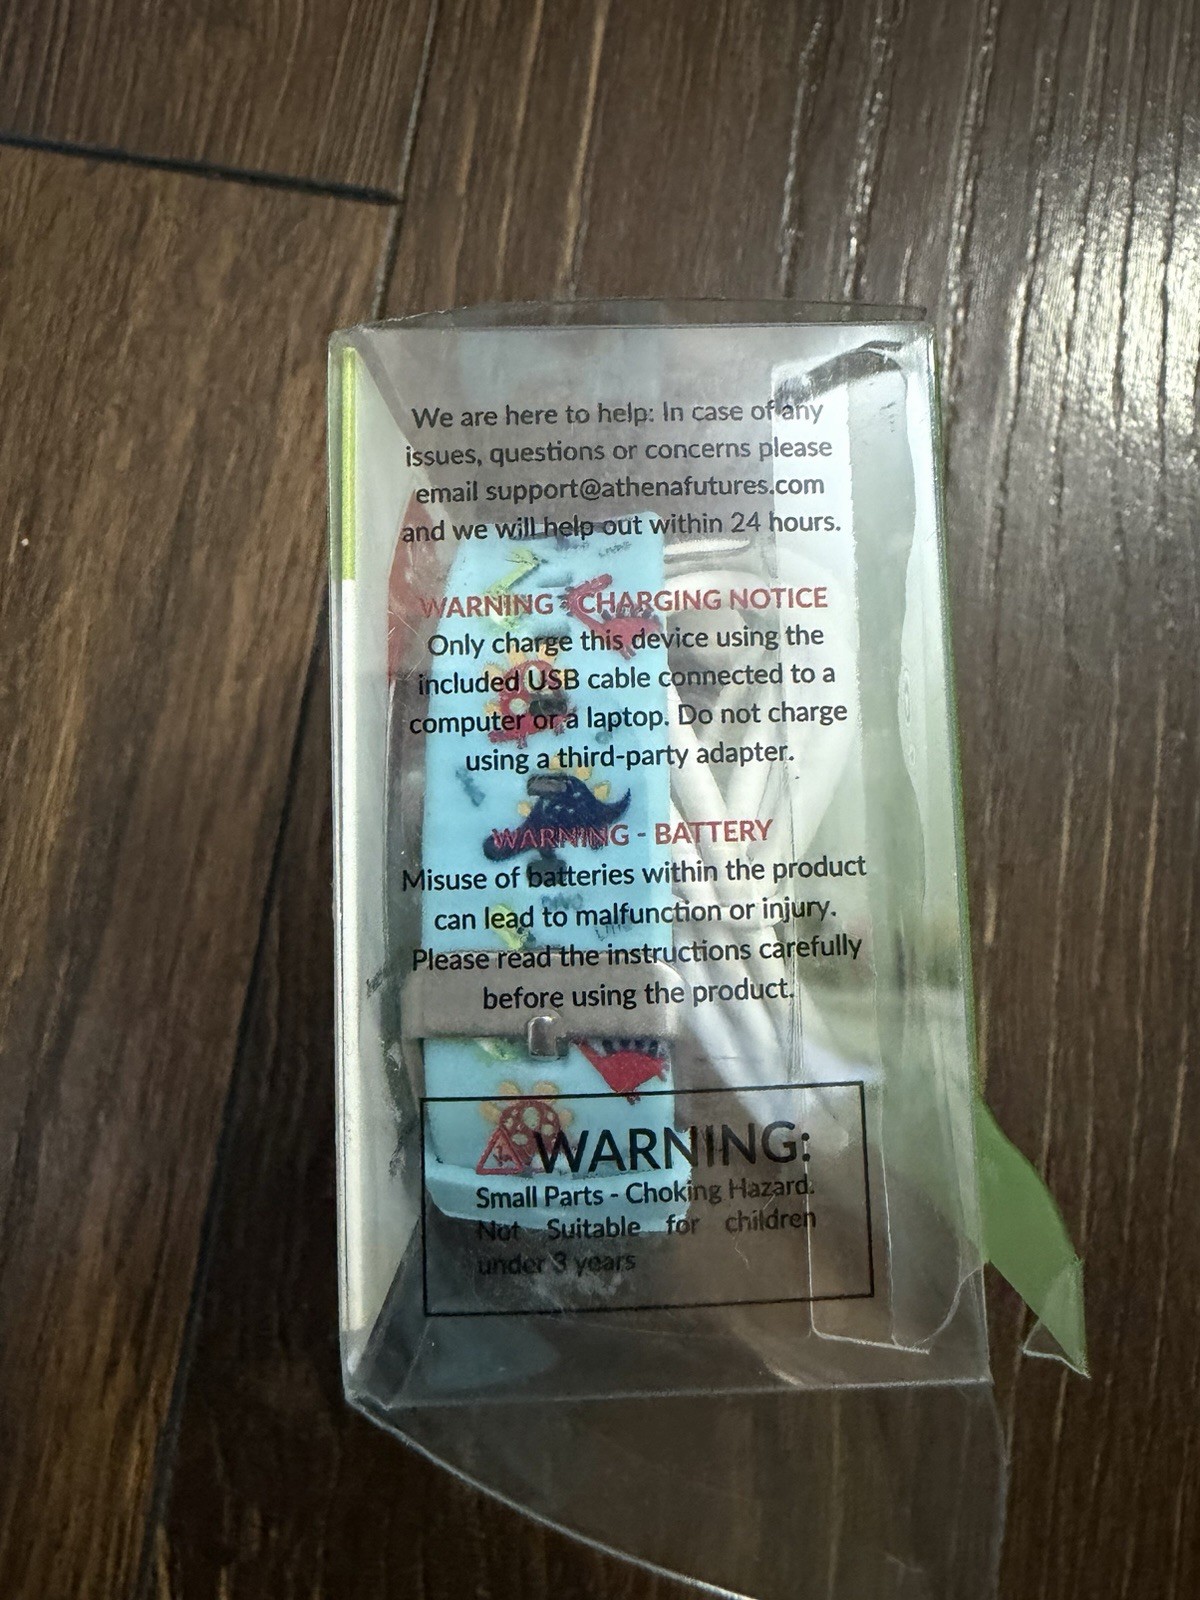 We are here to help: In case of any
issues, questions or concerns please
email support@athenafutures.com
and we will help out within 24 hours.
WARNING - CHARGING NOTICE
Only charge this device using the
included USB cable connected to a
computer or a laptop. Do not charge
using a third-party adapter.
WARNING - BATTERY
Misuse of batteries within the product
can lead to malfunction or injury.
Please read the instructions carefully
before using the product.
WARNING:
Small Parts - Choking Hazard.
Not Suitable for children
under 3 years